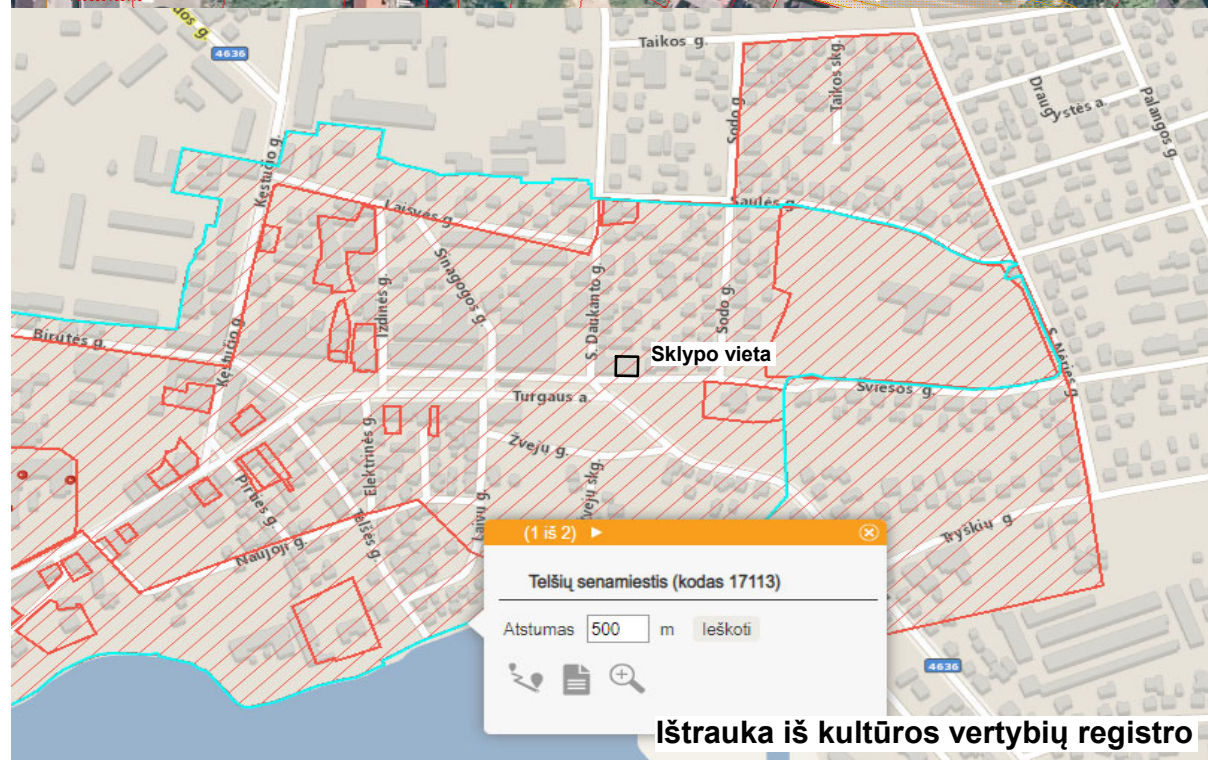 dos g.
4636
Taikos g.
Taikos skg.
Sodo g.
Draugystės a.
Palangos g.
Kęstučio g.
Laisvės g.
Saulės g.
Sinagogos g.
Iždinės g.
S. Daukanto g.
Sodo g.
S. Nėries g.
Birutės g.
Kęstučio g.
Sklypo vieta
Turgaus a.
Šviesos g.
Žvejų g.
Elektrinės g
Žvejų skg.
Pirties g.
Telšės g.
Laivų g.
Naujoji g.
Tryškių g
(1 iš 2) ►
Telšių senamiestis (kodas 17113)
Atstumas 500 m Ieškoti
4636
Ištrauka iš kultūros vertybių registro